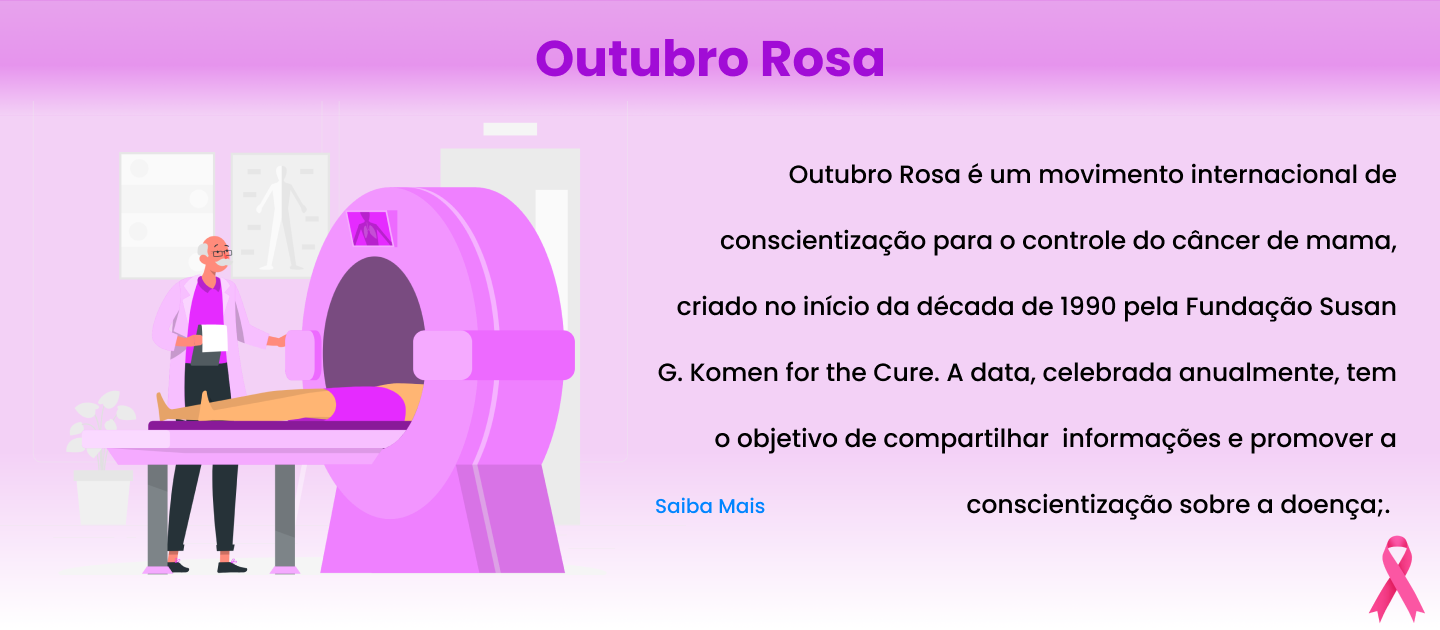 Outubro Rosa
Outubro Rosa é um movimento internacional de
conscientização para o controle do câncer de mama,
criado no início da década de 1990 pela Fundação Susan
G. Komen for the Cure. A data, celebrada anualmente, tem
o objetivo de compartilhar  informações e promover a
conscientização sobre a doença;.
Saiba Mais